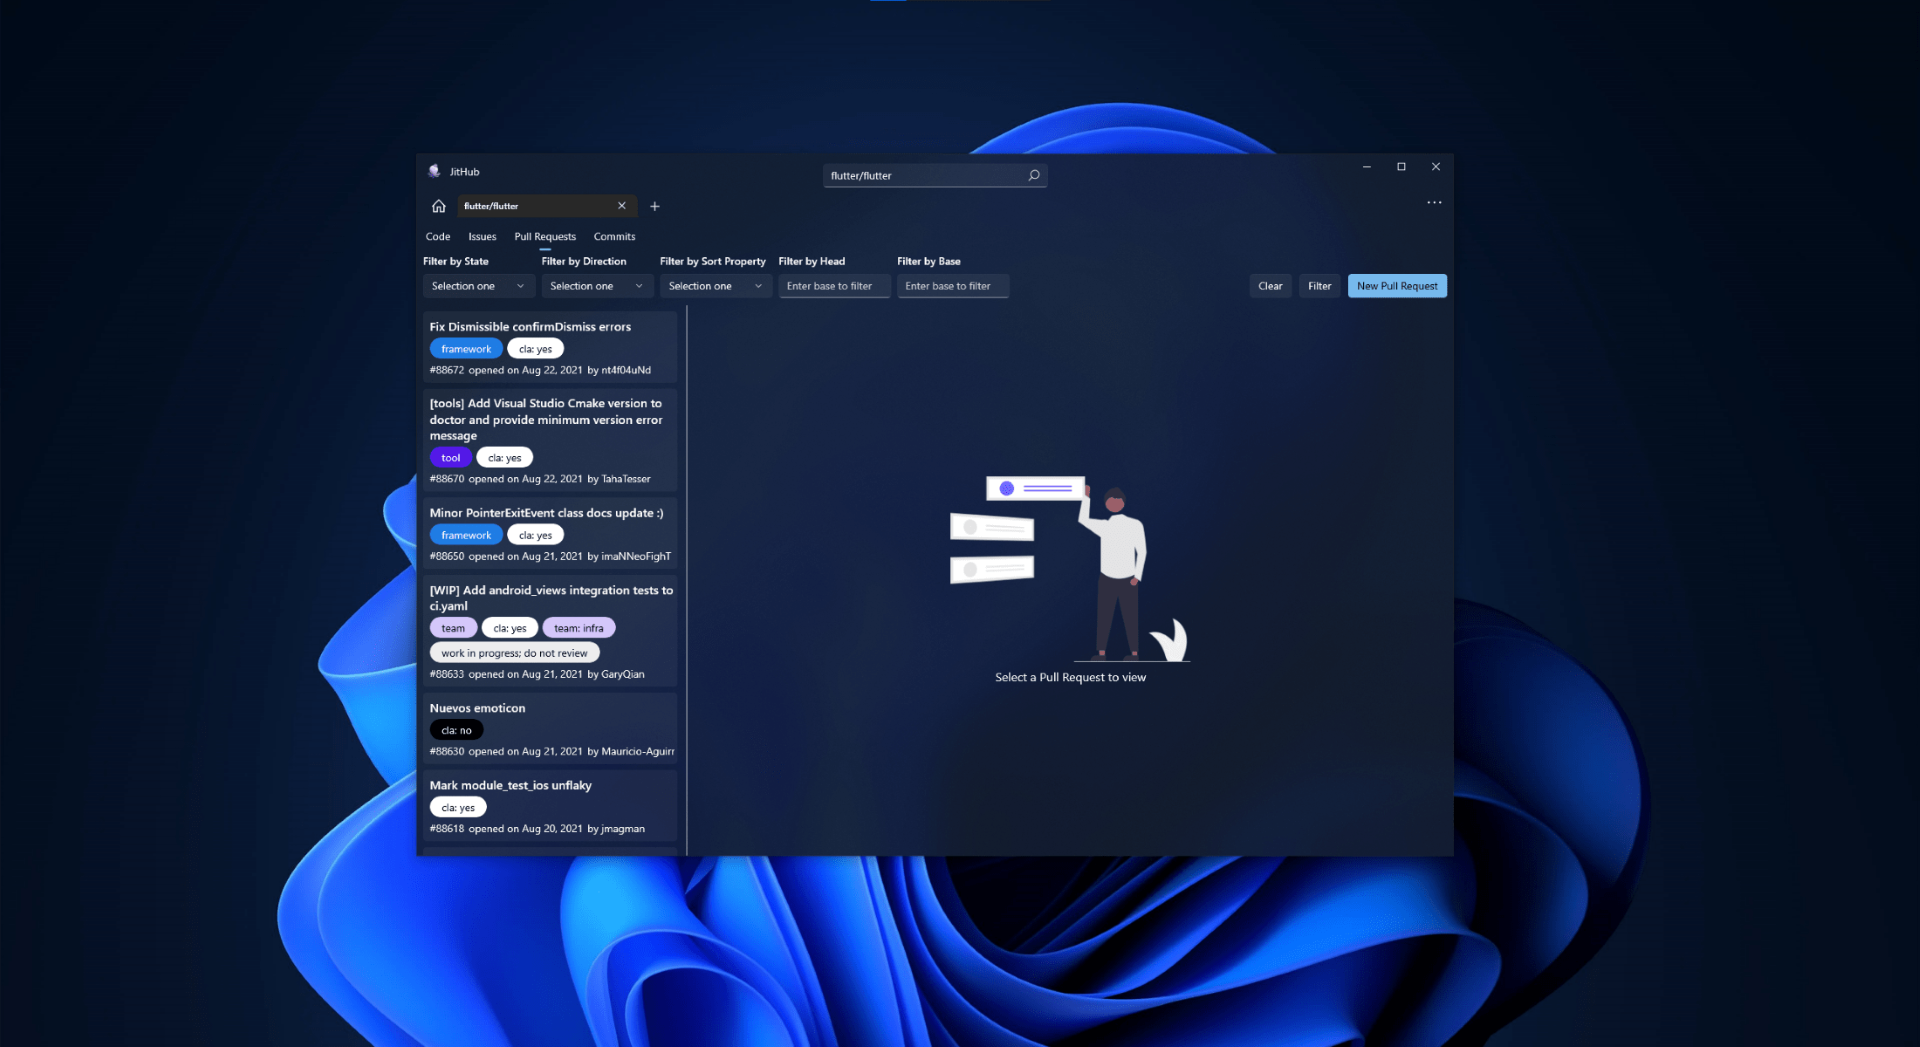 JitHub
flutter/flutter
flutter/flutter
Code Issues Pull Requests Commits
Filter by State Filter by Direction Filter by Sort Property Filter by Head Filter by Base
Selection one Selection one Selection one Enter base to filter Enter base to filter Clear Filter New Pull Request
Fix Dismissible confirmDismiss errors
framework cla: yes
#88672 opened on Aug 22, 2021 by nt4f04uNd
[tools] Add Visual Studio Cmake version to
doctor and provide minimum version error
message
tool cla: yes
#88670 opened on Aug 22, 2021 by TahaTesser
Minor PointerExitEvent class docs update :)
framework cla: yes
#88650 opened on Aug 21, 2021 by imaNNeoFighT
[WIP] Add android_views integration tests to
ci.yaml
team cla: yes team: infra
work in progress; do not review
#88633 opened on Aug 21, 2021 by GaryQian
Nuevos emoticon
cla: no
#88630 opened on Aug 21, 2021 by Mauricio-Aguirr
Mark module_test_ios unflaky
cla: yes
#88618 opened on Aug 20, 2021 by jmagman
Select a Pull Request to view